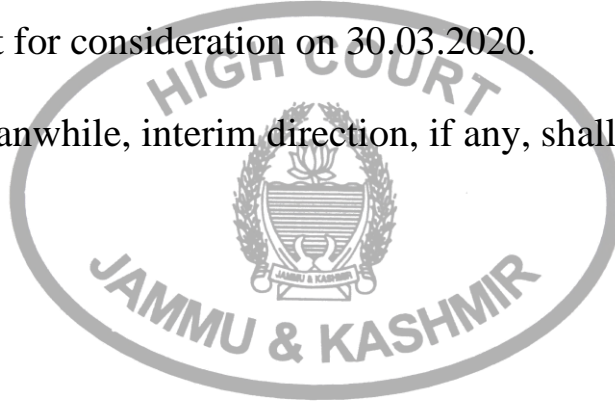 t for consideration on 30.03.2020.
HIGH COURT
anwhile, interim direction, if any, shall
JAMMU & KASHMIR
JAMMU & KASHMIR